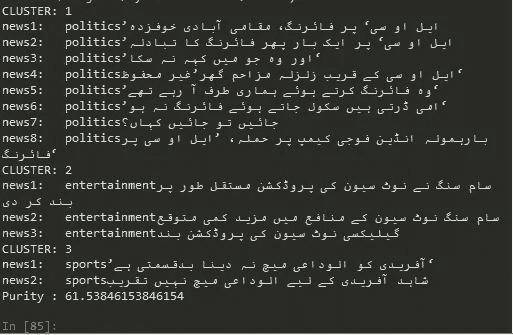 CLUSTER: 1
news1: politics’ایل او سی‘ پر فائرنگ، مقامی آبادی خوفزدہ
news2: politics’ایل او سی‘ پر ایک بار پھر فائرنگ کا تبادلہ
news3: politics’اور وہ جو میں کہہ نہ سکا‘
news4: politicsایل او سی کے قریب زلزلہ مزاحم گھر’غیر محفوظ‘
news5: politics’وہ فائرنگ کرتے ہوئے ہماری طرف آ رہے تھے‘
news6: politics’امی ڈرتی ہیں سکول جاتے ہوئے فائرنگ نہ ہو‘
news7: politicsجائیں تو جائیں کہاں؟
news8: politicsبارہمولہ انڈین فوجی کیمپ پر حملہ، ’ایل او سی پر
فائرنگ‘
CLUSTER: 2
news1: entertainmentسام سنگ نے نوٹ سیون کی پروڈکشن مستقل طور پر
بند کر دی
news2: entertainmentسام سنگ نوٹ سیون کے منافع میں مزید کمی متوقع
news3: entertainmentگیلیکسی نوٹ سیون کی پروڈکشن بند
CLUSTER: 3
news1: sports’آفریدی کو الوداعی میچ نہ دینا بدقسمتی ہے‘
news2: sportsشاہد آفریدی کے لیے الوداعی میچ نہیں تقریب
Purity : 61.53846153846154
In [85]: